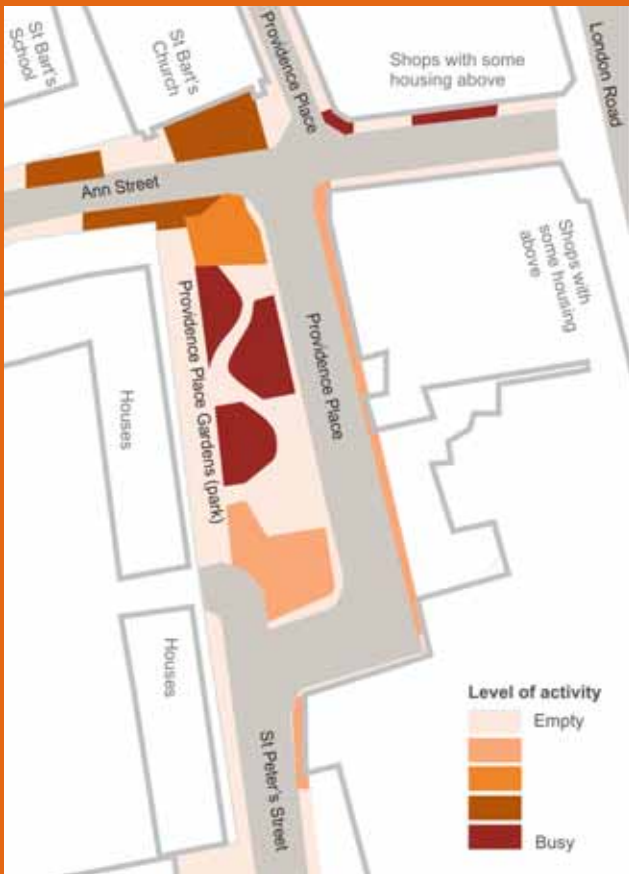 St Bart's
School
St Bart's
Church
Providence Place
Shops with some
housing above
London Road
Ann Street
Shops with
some housing
above
Providence Place Gardens (park)
Providence Place
Houses
Houses
St Peter's Street
Level of activity
Empty
Busy